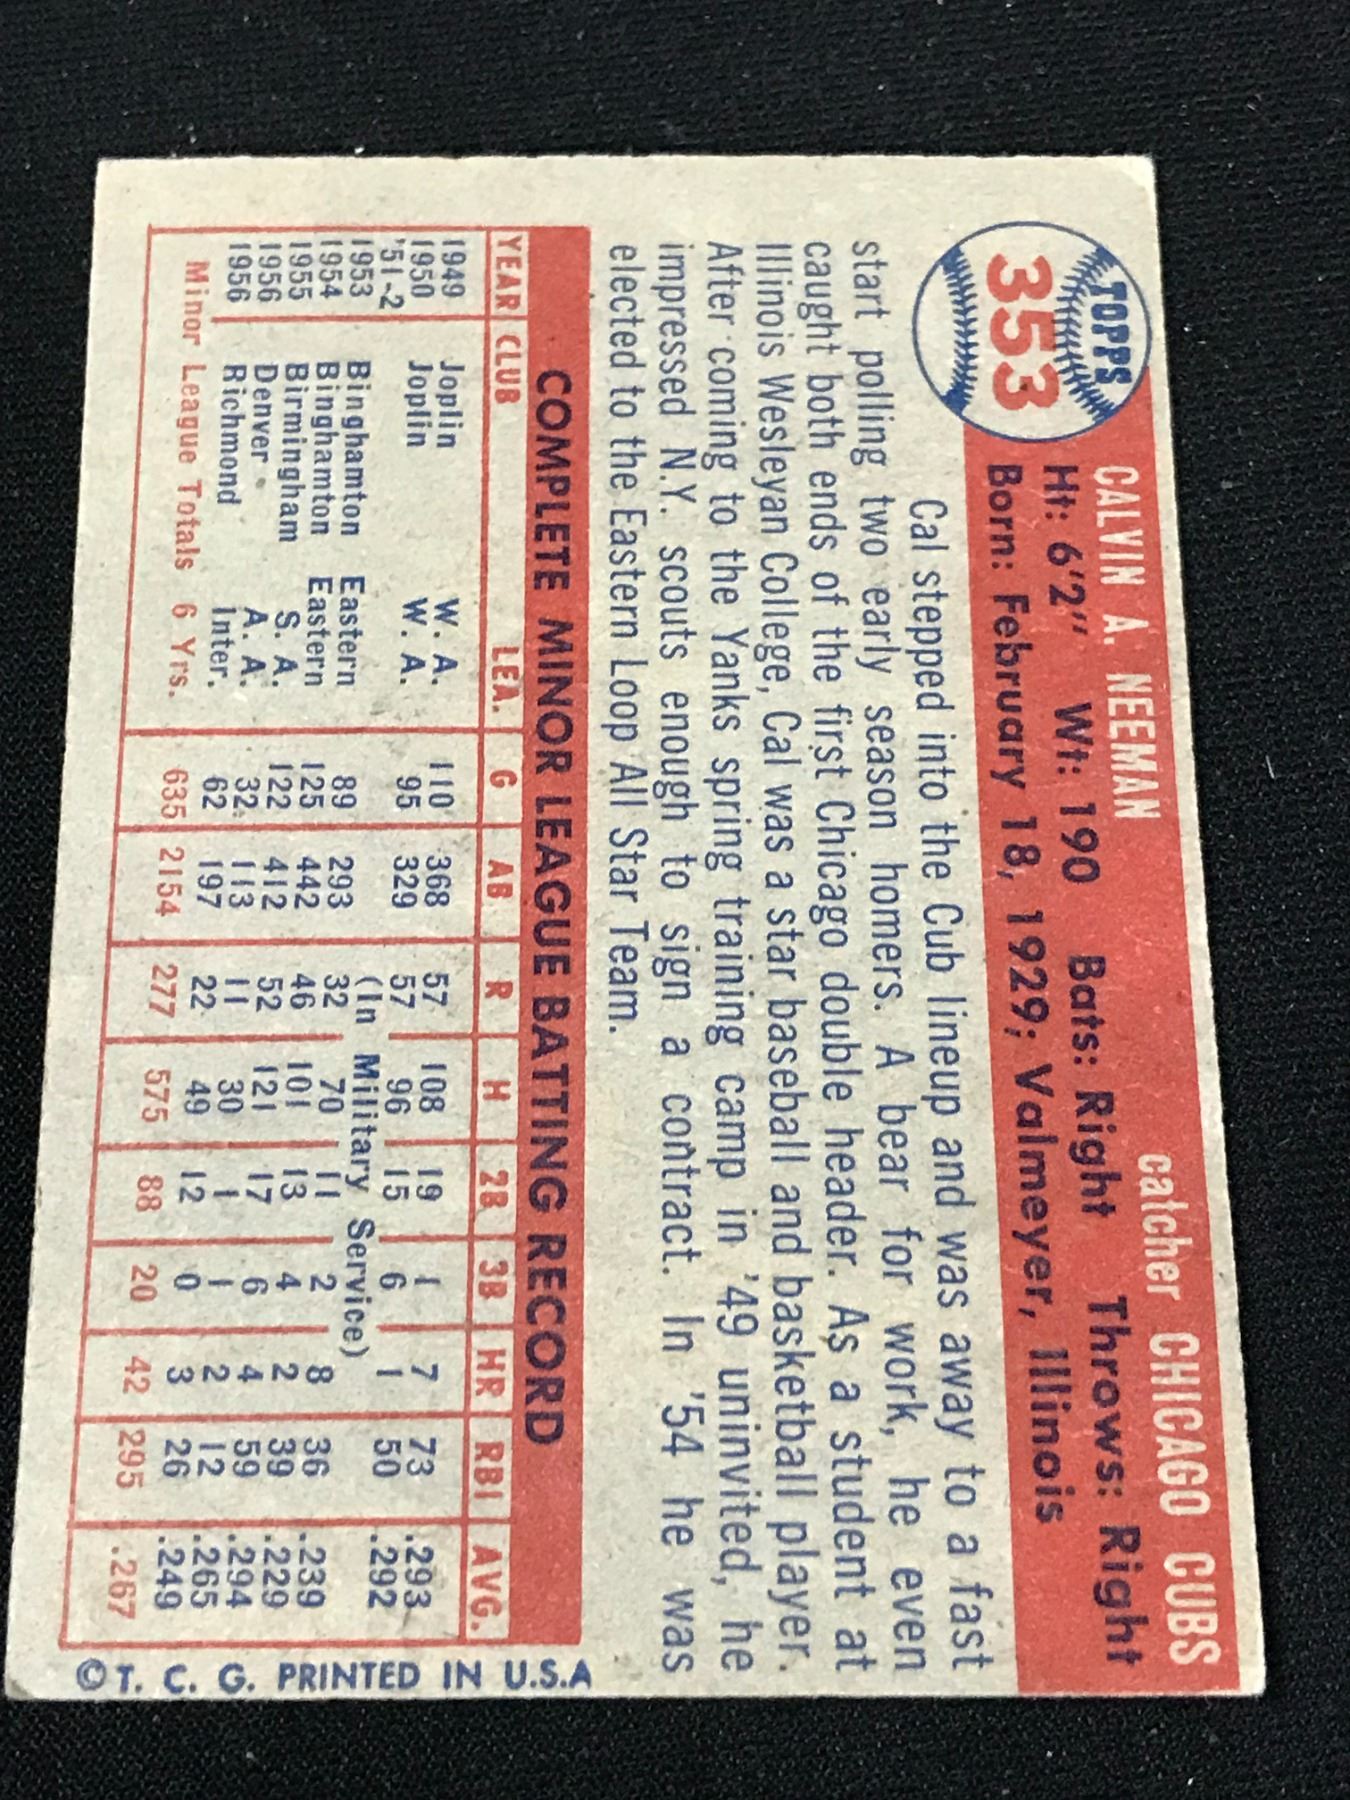 TOPPS
353
CALVIN A. NEEMAN catcher CHICAGO CUBS
Ht: 6'2" Wt: 190 Bats: Right Throws: Right
Born: February 18, 1929; Valmeyer, Illinois
Cal stepped into the Cub lineup and was away to a fast
start polling two early season homers. A bear for work, he even
caught both ends of the first Chicago double header. As a student at
Illinois Wesleyan College, Cal was a star baseball and basketball player.
After coming to the Yanks spring training camp in '49 uninvited, he
impressed N.Y. scouts enough to sign a contract. In '54 he was
elected to the Eastern Loop All Star Team.
COMPLETE MINOR LEAGUE BATTING RECORD
YEAR CLUB LEA. G AB R H 2B 3B HR RBI AVG.
1949 Joplin W. A. 110 368 57 108 19 1 7 73 .293
1950 Joplin W. A. 95 329 57 96 15 6 1 50 .292
'51-2 (In Military Service)
1953 Binghamton Eastern 89 293 32 70 11 2 8 36 .239
1954 Binghamton Eastern 125 442 46 101 13 4 2 39 .229
1955 Birmingham S. A. 122 412 52 121 17 6 4 59 .294
1956 Denver A. A. 32 113 11 30 1 1 2 12 .265
1956 Richmond Inter. 62 197 22 49 12 0 3 26 .249
Minor League Totals 6 Yrs. 635 2154 277 575 88 20 42 295 .267
© T. C. G. PRINTED IN U.S.A